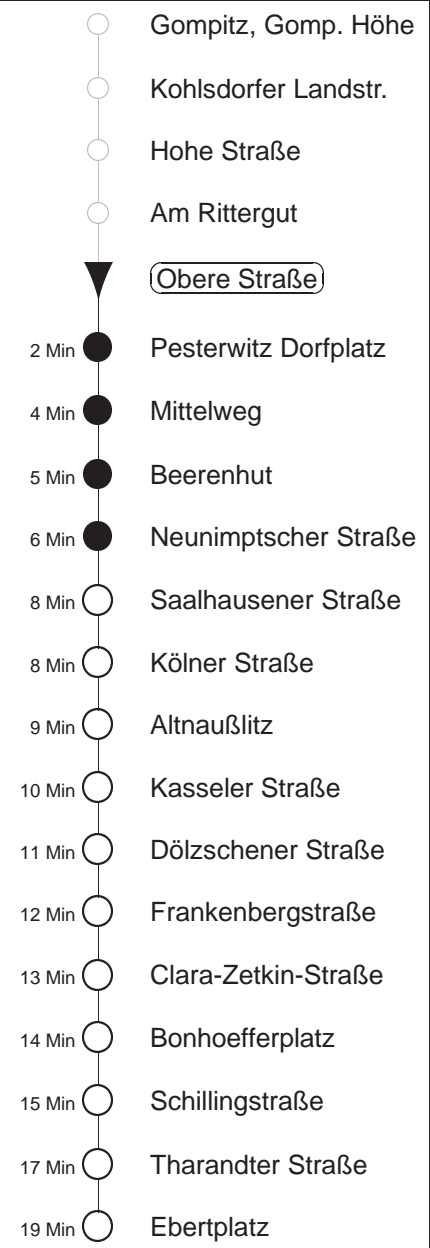 Gompitz, Gomp. Höhe
Kohlsdorfer Landstr.
Hohe Straße
Am Rittergut
Obere Straße
2 Min Pesterwitz Dorfplatz
4 Min Mittelweg
5 Min Beerenhut
6 Min Neunimptscher Straße
8 Min Saalhausener Straße
8 Min Kölner Straße
9 Min Altnaußlitz
10 Min Kasseler Straße
11 Min Dölzschener Straße
12 Min Frankenbergstraße
13 Min Clara-Zetkin-Straße
14 Min Bonhoefferplatz
15 Min Schillingstraße
17 Min Tharandter Straße
19 Min Ebertplatz